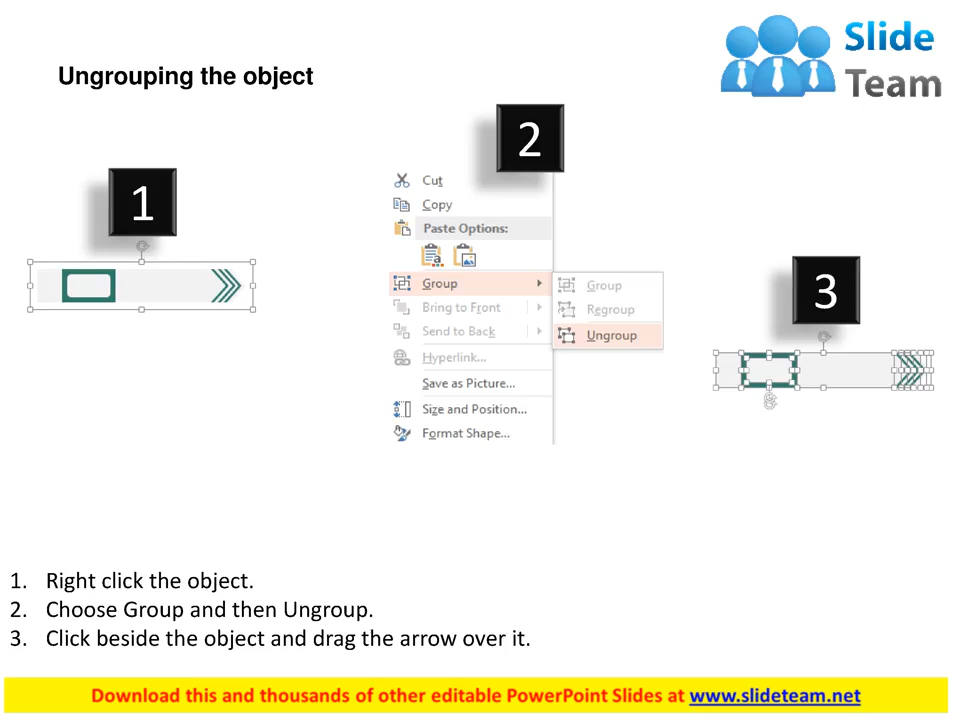 Slide
Team
Ungrouping the object
1
2
3
Cut
Copy
Paste Options:
Group
Bring to Front
Send to Back
Hyperlink...
Save as Picture...
Size and Position...
Format Shape...
Group
Regroup
Ungroup
1. Right click the object.
2. Choose Group and then Ungroup.
3. Click beside the object and drag the arrow over it.
Download this and thousands of other editable PowerPoint Slides at www.slideteam.net